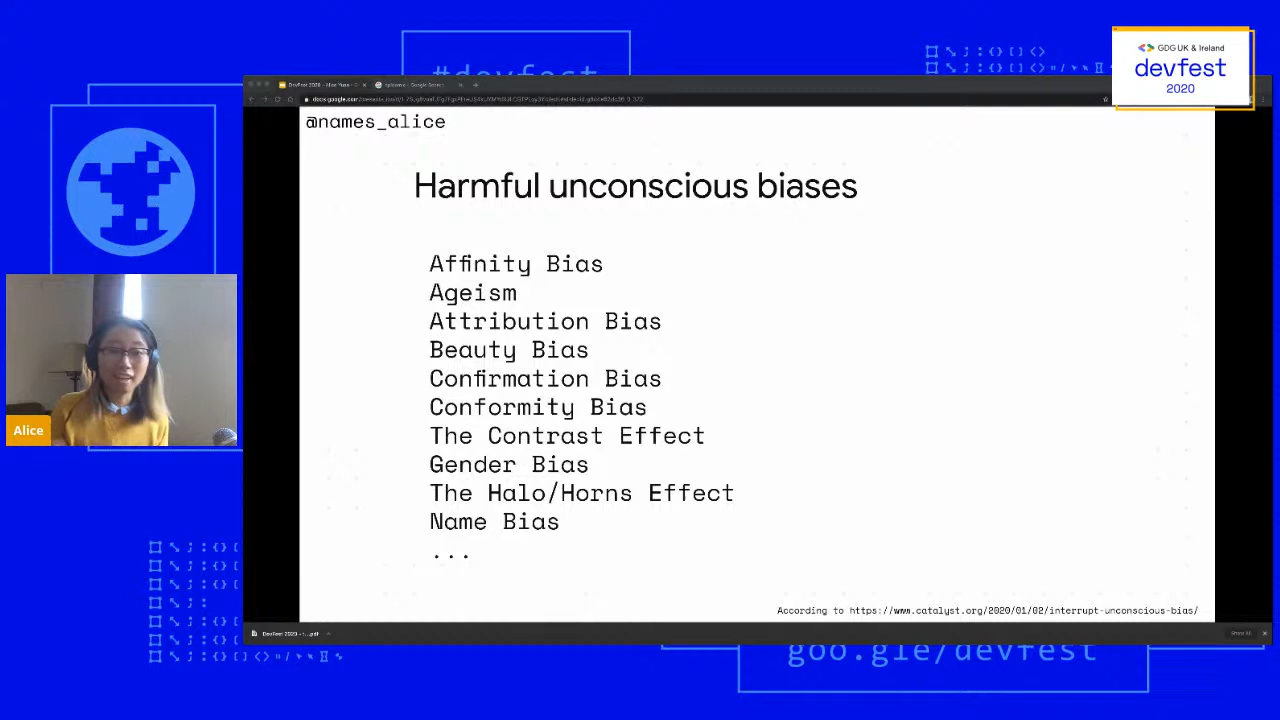 #devfest
GDG UK & Ireland
devfest
2020
@names_alice
Harmful unconscious biases
Affinity Bias
Ageism
Attribution Bias
Beauty Bias
Confirmation Bias
Conformity Bias
The Contrast Effect
Gender Bias
The Halo/Horns Effect
Name Bias
...
Alice
According to https://www.catalyst.org/2020/01/02/interrupt-unconscious-bias/
goo.gle/devfest